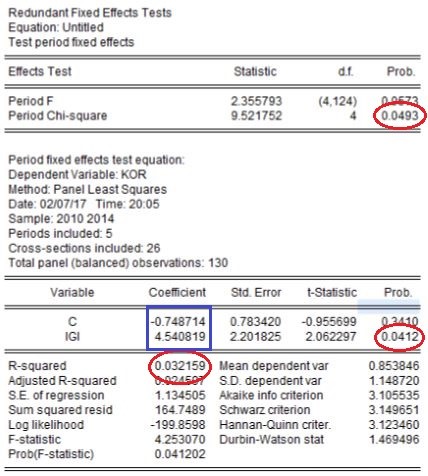 Redundant Fixed Effects Tests
Equation: Untitled
Test period fixed effects
Effects Test Statistic d.f. Prob.
Period F 2.355793 (4,124) 0.0573
Period Chi-square 9.521752 4 0.0493
Period fixed effects test equation:
Dependent Variable: KOR
Method: Panel Least Squares
Date: 02/07/17 Time: 20:05
Sample: 2010 2014
Periods included: 5
Cross-sections included: 26
Total panel (balanced) observations: 130
Variable Coefficient Std. Error t-Statistic Prob.
C -0.748714 0.783420 -0.955699 0.3410
IGI 4.540819 2.201825 2.062297 0.0412
R-squared 0.032159 Mean dependent var 0.853846
Adjusted R-squared 0.024597 S.D. dependent var 1.148720
S.E. of regression 1.134505 Akaike info criterion 3.105535
Sum squared resid 164.7489 Schwarz criterion 3.149651
Log likelihood -199.8598 Hannan-Quinn criter. 3.123460
F-statistic 4.253070 Durbin-Watson stat 1.469496
Prob(F-statistic) 0.041202